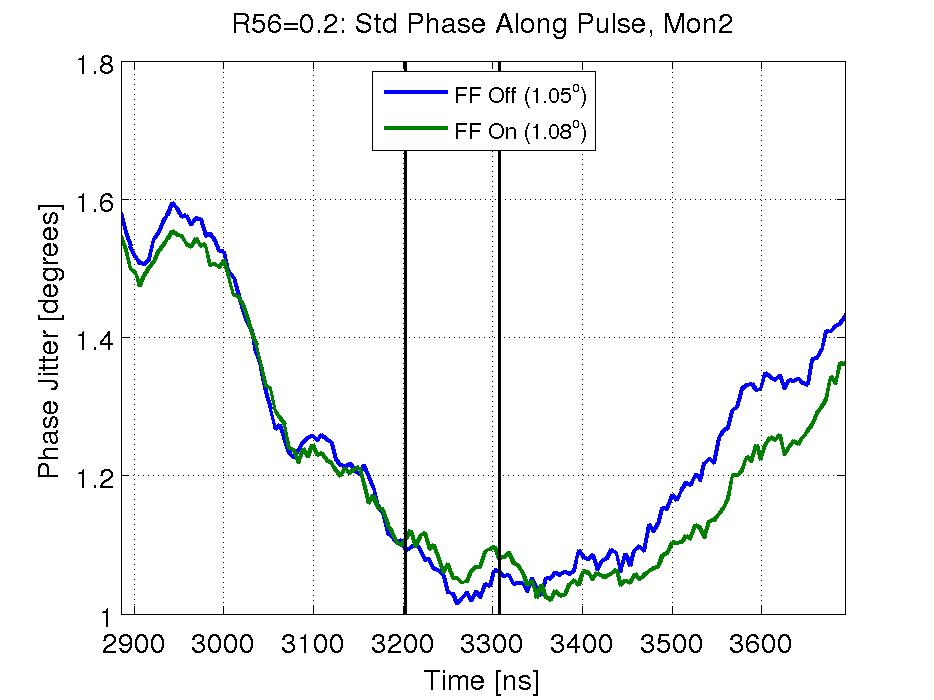 R56=0.2: Std Phase Along Pulse, Mon2
FF Off (1.05°)
FF On (1.08°)
Phase Jitter [degrees]
1.8
1.6
1.4
1.2
1
2900 3000 3100 3200 3300 3400 3500 3600
Time [ns]